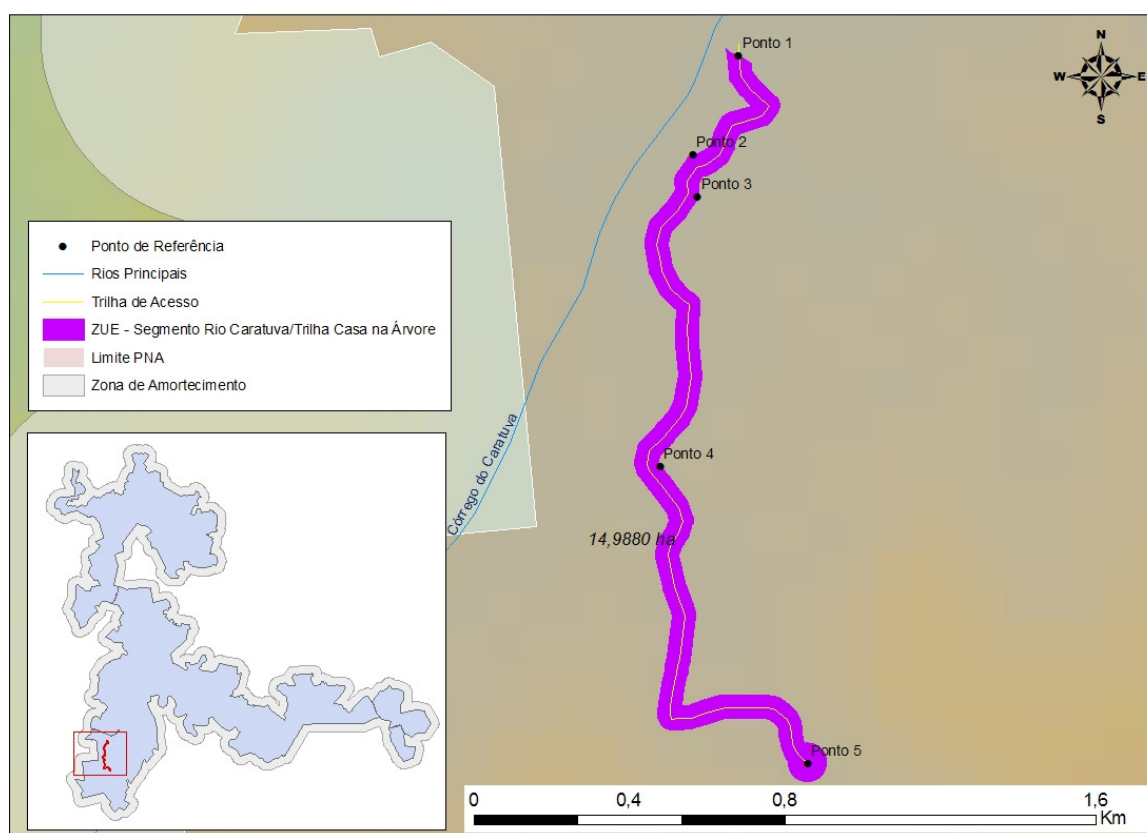 N
W
E
S
Ponto 1
Ponto 2
Ponto 3
Ponto de Referência
Rios Principais
Trilha de Acesso
ZUE - Segmento Rio Caratuva/Trilha Casa na Árvore
Limite PNA
Zona de Amortecimento
Córrego do Caratuva
Ponto 4
14,9880 ha
Ponto 5
0
0,4
0,8
1,6
Km